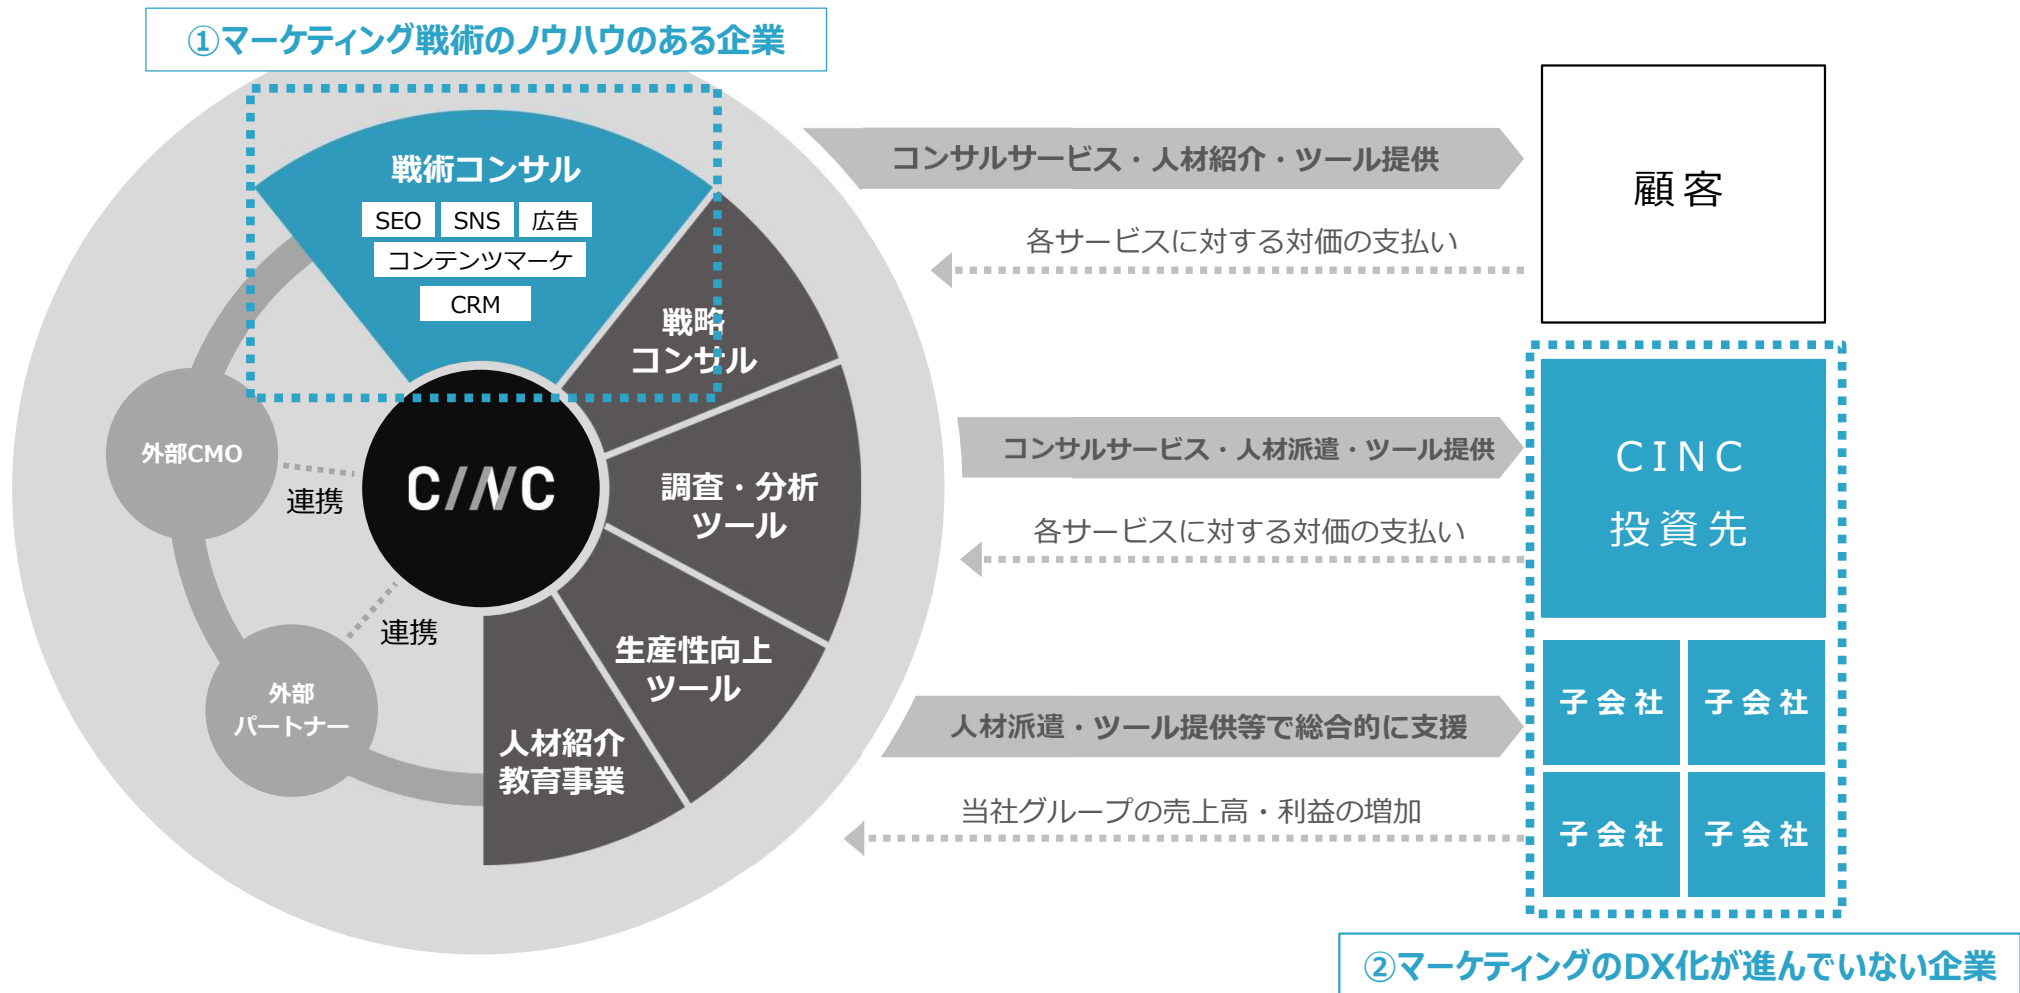 ①マーケティング戦術のノウハウのある企業
戦術コンサル
SEO
SNS
広告
コンテンツマーケ
CRM
戦略
コンサル
調査・分析
ツール
生産性向上
ツール
人材紹介
教育事業
CINC
外部CMO
連携
連携
外部
パートナー
コンサルサービス・人材紹介・ツール提供
各サービスに対する対価の支払い
コンサルサービス・人材派遣・ツール提供
各サービスに対する対価の支払い
人材派遣・ツール提供等で総合的に支援
当社グループの売上高・利益の増加
顧客
CINC
投資先
子会社
子会社
子会社
子会社
②マーケティングのDX化が進んでいない企業